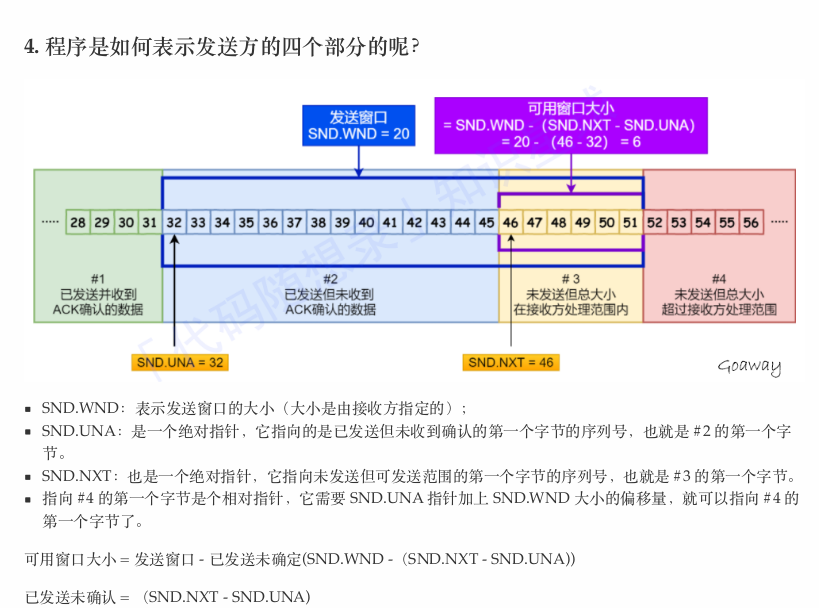 4. 程序是如何表示发送方的四个部分的呢？
发送窗口
SND.WND = 20
可用窗口大小
= SND.WND -（SND.NXT - SND.UNA）
= 20 -（46 - 32）= 6
..... 28 29 30 31 32 33 34 35 36 37 38 39 40 41 42 43 44 45 46 47 48 49 50 51 52 53 54 55 56 .....
#1
已发送并收到
ACK确认的数据
#2
已发送但未收到
ACK确认的数据
# 3
未发送但总大小
在接收方处理范围内
#4
未发送但总大小
超过接收方处理范围
SND.UNA = 32
SND.NXT = 46
Goaway
▪ SND.WND：表示发送窗口的大小（大小是由接收方指定的）；
▪ SND.UNA：是一个绝对指针，它指向的是已发送但未收到确认的第一个字节的序列号，也就是 #2 的第一个字
节。
▪ SND.NXT：也是一个绝对指针，它指向未发送但可发送范围的第一个字节的序列号，也就是 #3 的第一个字节。
▪ 指向 #4 的第一个字节是个相对指针，它需要 SND.UNA 指针加上 SND.WND 大小的偏移量，就可以指向 #4 的
第一个字节了。
可用窗口大小 = 发送窗口 - 已发送未确定(SND.WND -（SND.NXT - SND.UNA))
已发送未确认 = （SND.NXT - SND.UNA)